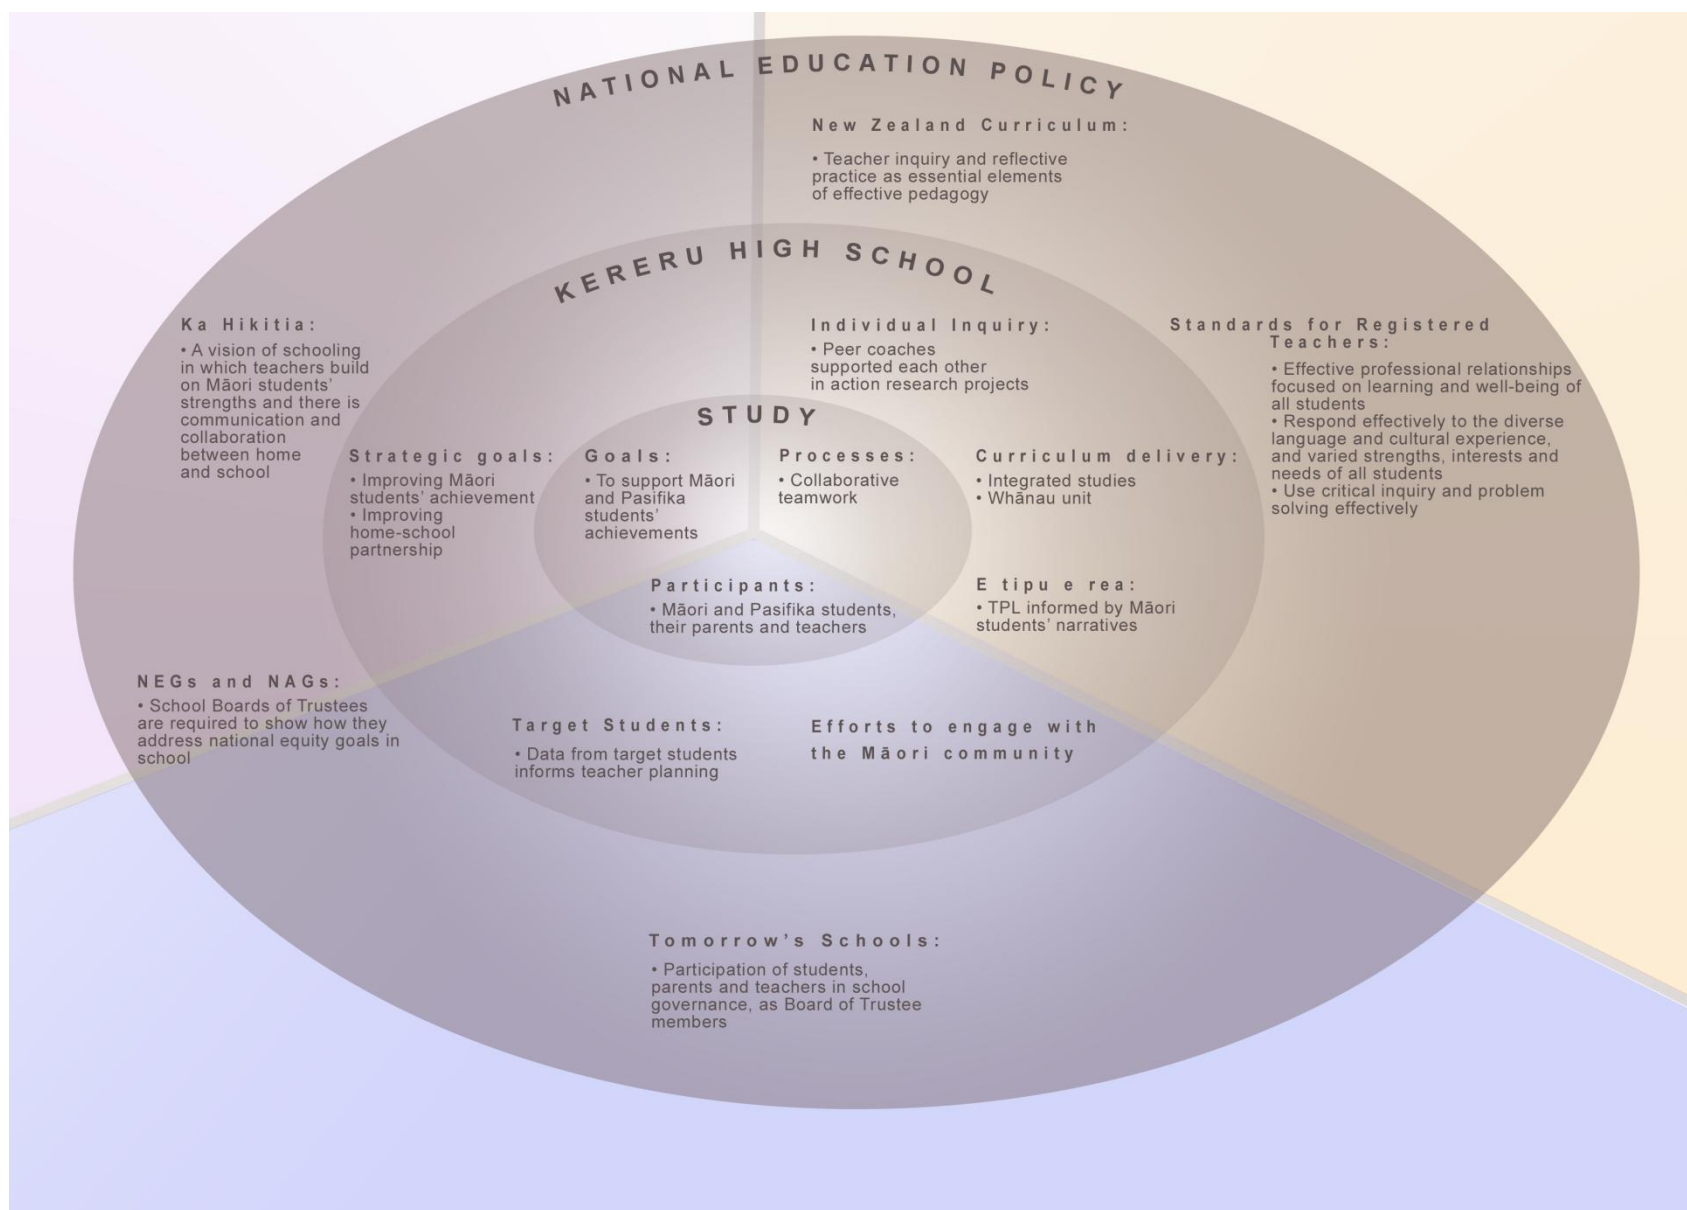 NATIONAL EDUCATION POLICY
New Zealand Curriculum:
• Teacher inquiry and reflective
practice as essential elements
of effective pedagogy
KERERU HIGH SCHOOL
Ka Hikitia:
• A vision of schooling
in which teachers build
on Māori students’
strengths and there is
communication and
collaboration
between home
and school
Individual Inquiry:
• Peer coaches
supported each other
in action research projects
Standards for Registered
Teachers:
• Effective professional relationships
focused on learning and well-being of
all students
• Respond effectively to the diverse
language and cultural experience,
and varied strengths, interests and
needs of all students
• Use critical inquiry and problem
solving effectively
STUDY
Strategic goals:
• Improving Māori
students’ achievement
• Improving
home-school
partnership
Goals:
• To support Māori
and Pasifika
students’
achievements
Processes:
• Collaborative
teamwork
Curriculum delivery:
• Integrated studies
• Whānau unit
Participants:
• Māori and Pasifika students,
their parents and teachers
E tipu e rea:
• TPL informed by Māori
students’ narratives
NEGs and NAGs:
• School Boards of Trustees
are required to show how they
address national equity goals in
school
Target Students:
• Data from target students
informs teacher planning
Efforts to engage with
the Māori community
Tomorrow’s Schools:
• Participation of students,
parents and teachers in school
governance, as Board of Trustee
members